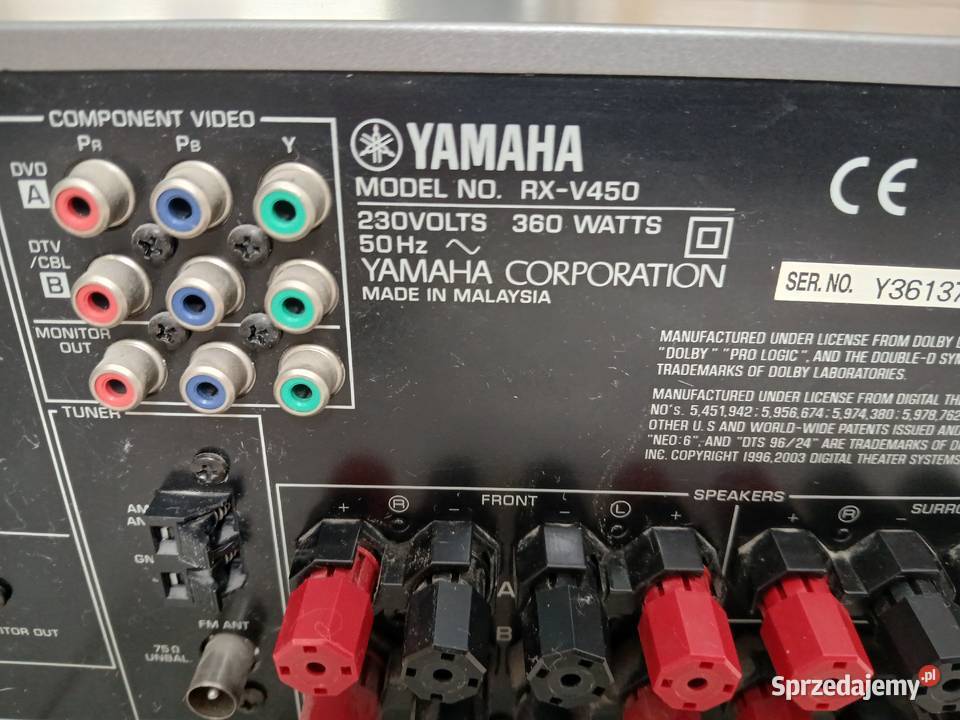 COMPONENT VIDEO
PR PB Y
DVD
A
DTV
/CBL
B
MONITOR
OUT
YAMAHA
MODEL NO. RX-V450
230VOLTS 360 WATTS
50Hz
YAMAHA CORPORATION
MADE IN MALAYSIA
CE
SER. NO. Y36137
MANUFACTURED UNDER LICENSE FROM DOLBY
"DOLBY" "PRO LOGIC", AND THE DOUBLE-D
TRADEMARKS OF DOLBY LABORATORIES.
MANUFACTURED UNDER LICENSE FROM DIGITAL
NO's. 5,451,942; 5,956,674; 5,974,380; 5,978,762
OTHER U.S AND WORLD-WIDE PATENTS ISSUED AND
"NEO:6", AND "DTS 96/24" ARE TRADEMARKS OF
INC. COPYRIGHT 1996,2003 DIGITAL THEATER SYSTEMS
TUNER
AM
GN
FM ANT
75Ω
UNBAL.
OUT
SPEAKERS
+ R - FRONT - L + + R -
A
B
Sprzedajemy.pl